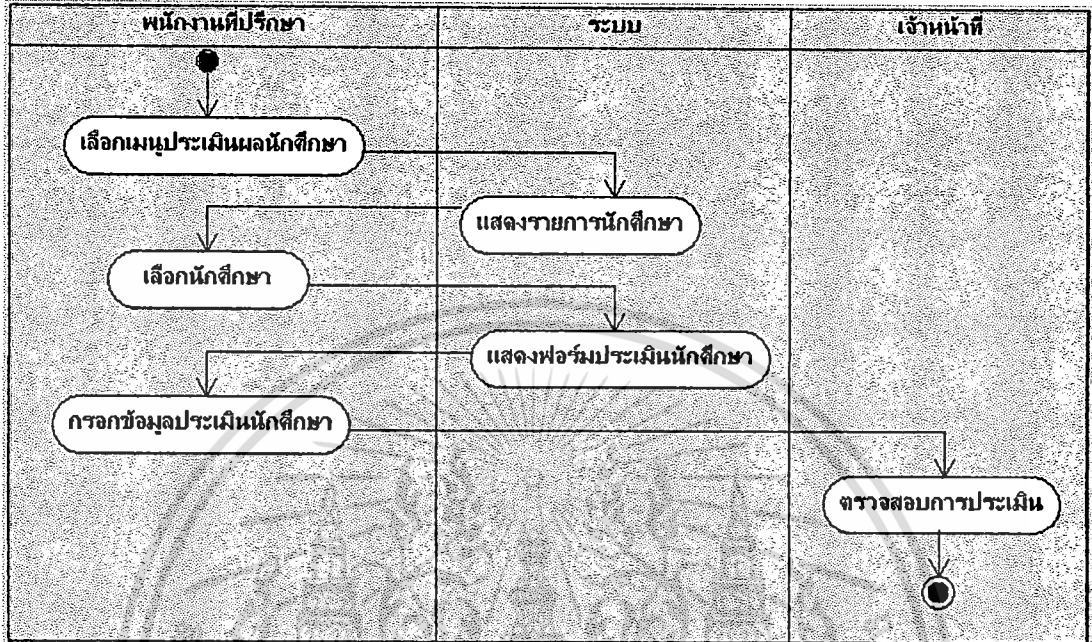 พนักงานที่ปรึกษา
ระบบ
เจ้าหน้าที่
เลือกเมนูประเมินผลนักศึกษา
แสดงรายการนักศึกษา
เลือกนักศึกษา
แสดงฟอร์มประเมินนักศึกษา
กรอกข้อมูลประเมินนักศึกษา
ตรวจสอบการประเมิน